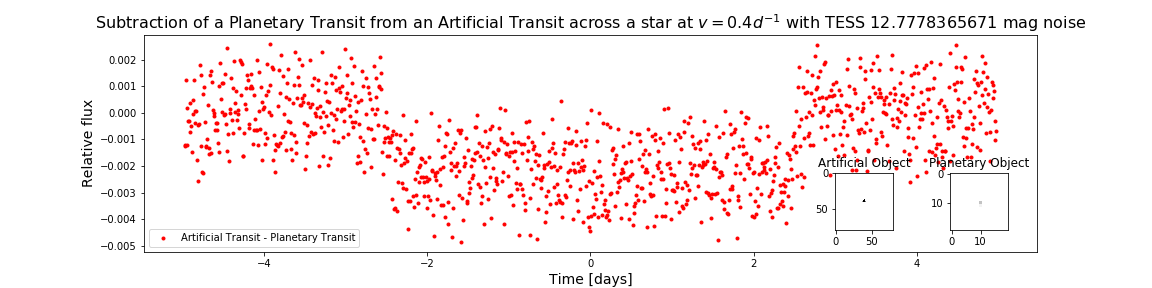 Subtraction of a Planetary Transit from an Artificial Transit across a star at v = 0.4d⁻¹ with TESS 12.7778365671 mag noise
Relative flux
0.002
0.001
0.000
−0.001
−0.002
−0.003
−0.004
−0.005
Artificial Transit - Planetary Transit
Artificial Object
0
50
0 50
Planetary Object
0
10
0 10
−4 −2 0 2 4
Time [days]